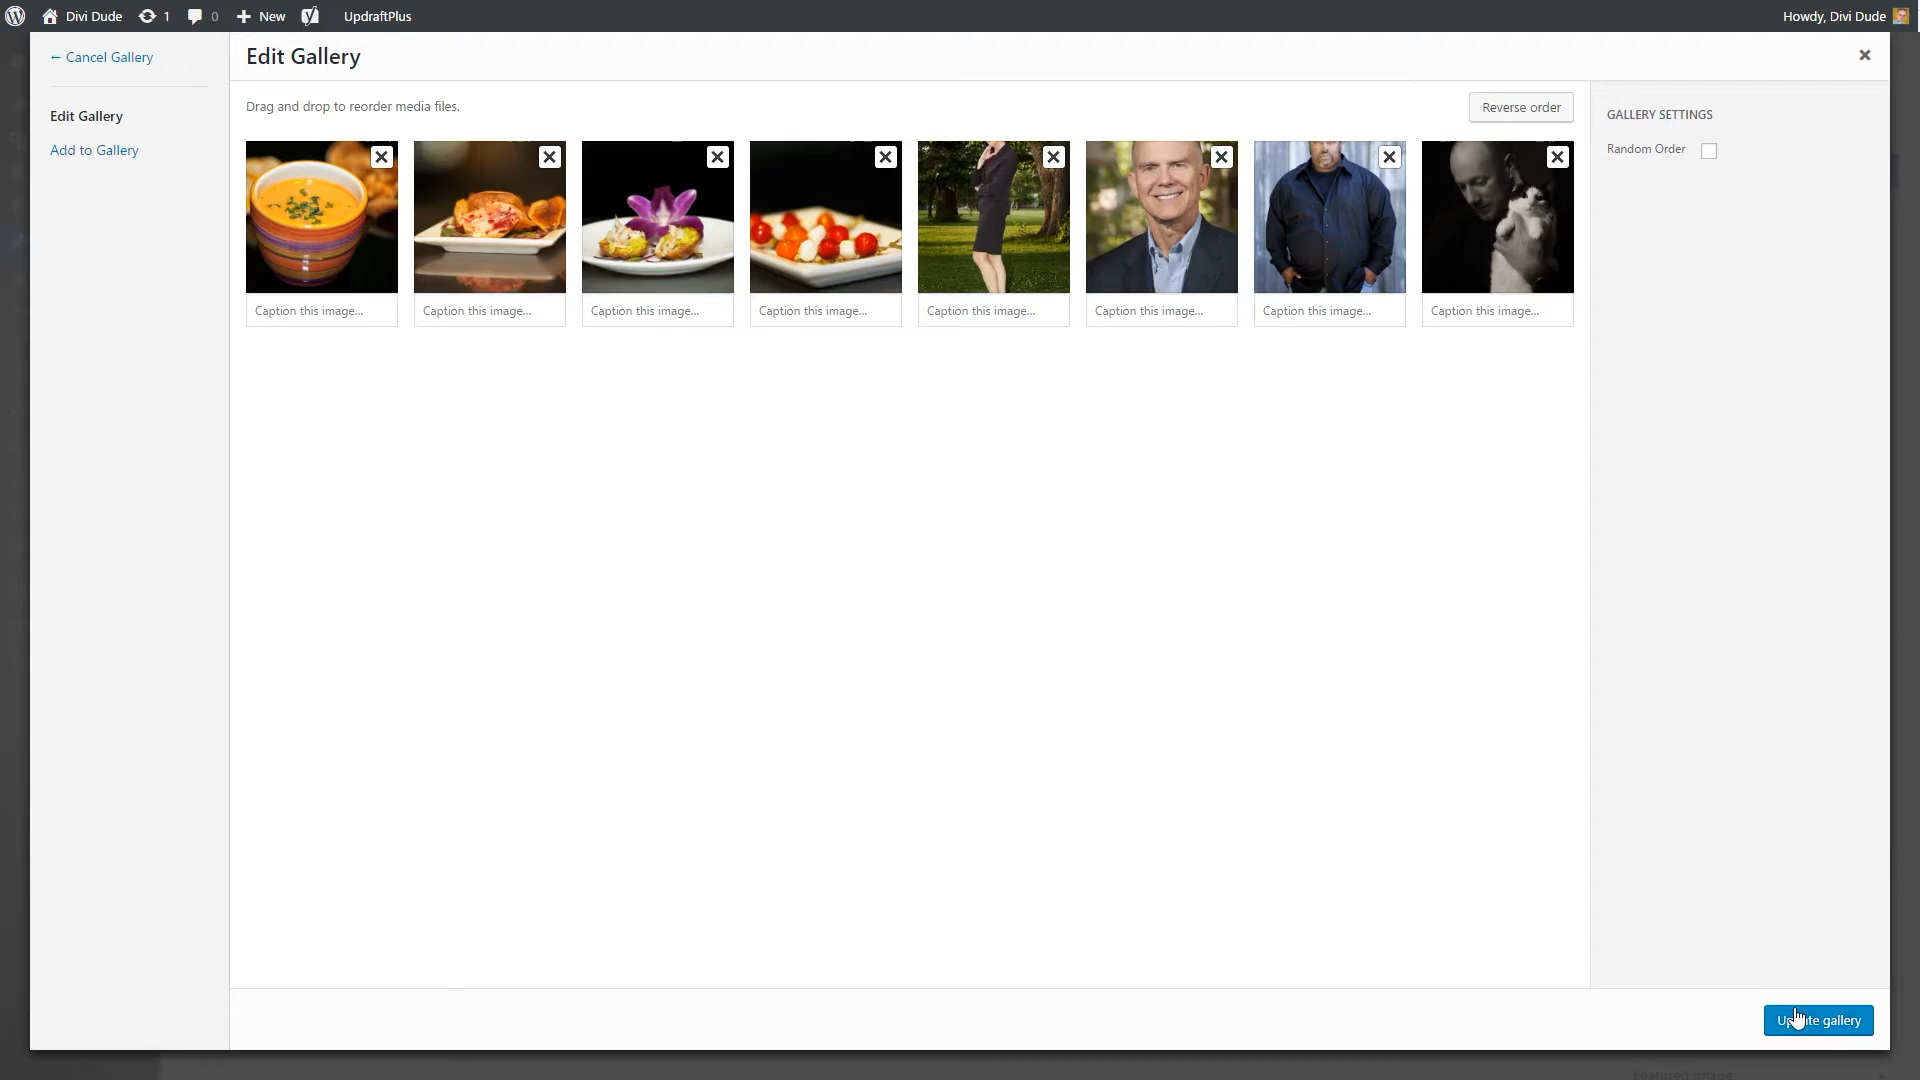 Divi Dude 1 0 New UpdraftPlus Howdy, Divi Dude
← Cancel Gallery
Edit Gallery
Add to Gallery
Edit Gallery
Drag and drop to reorder media files.
Reverse order
Caption this image... Caption this image... Caption this image... Caption this image... Caption this image... Caption this image... Caption this image... Caption this image...
GALLERY SETTINGS
Random Order
gallery
Featured Image